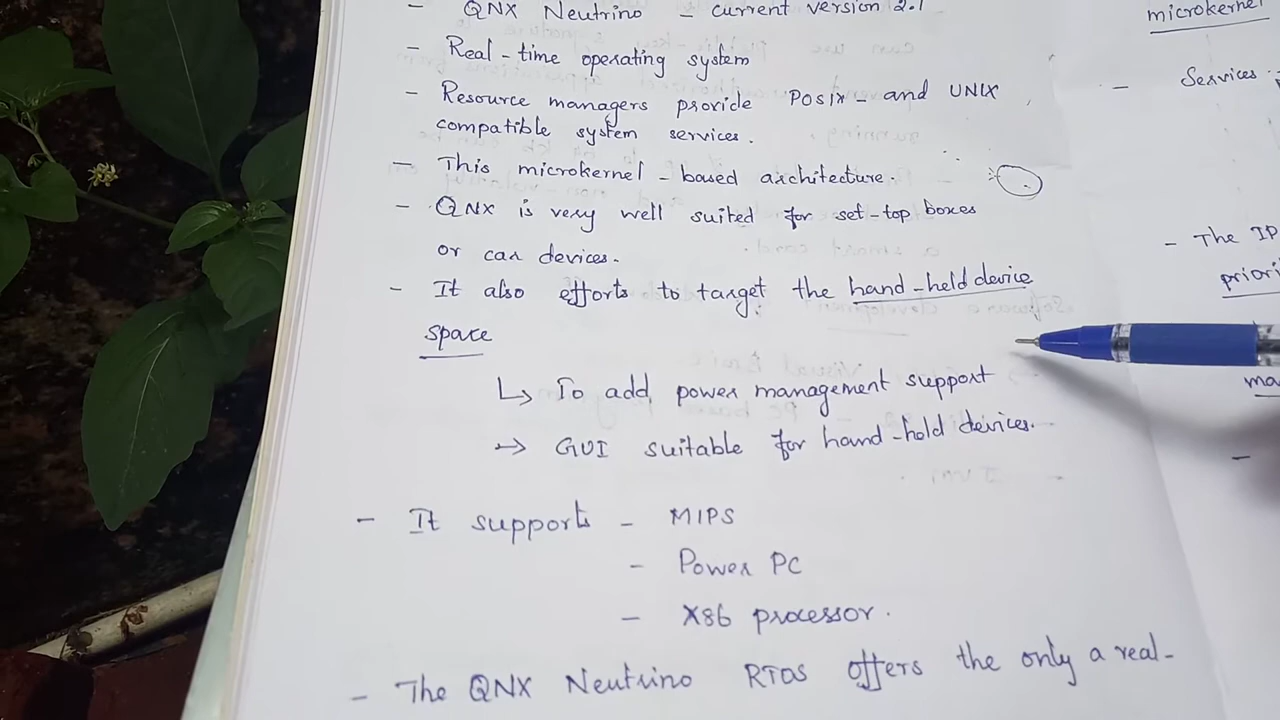 - QNX Neutrino - current version 2.1
- Real-time operating system
- Resource managers provide POSIX- and UNIX
compatible system services.
- This microkernel-based architecture.
- QNX is very well suited for set-top boxes
or car devices.
- It also efforts to target the hand-held device
space
↳ To add power management support
→ GUI suitable for hand-held devices.
- It supports - MIPS
- Power PC
- X86 processor.
- The QNX Neutrino RTOS offers the only a real-
microkernel
- Services
- The IP